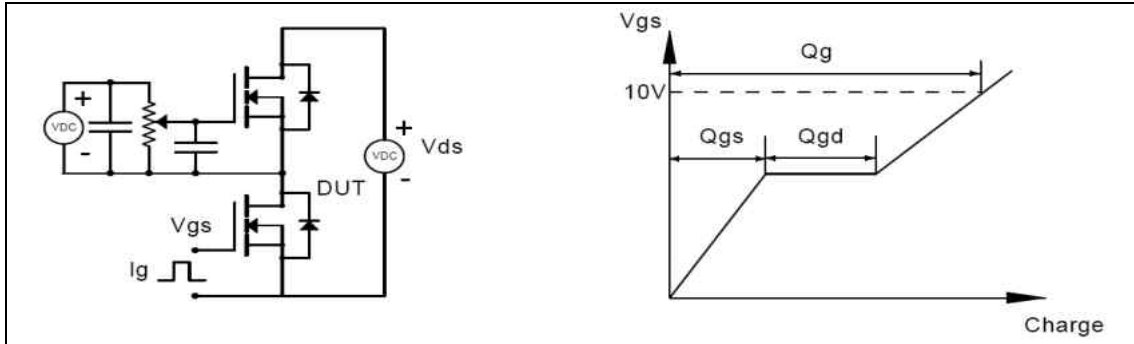 +
VDC
-
+
VDC
-
Vds
DUT
Vgs
Ig
Vgs
Qg
10V
Qgs
Qgd
Charge